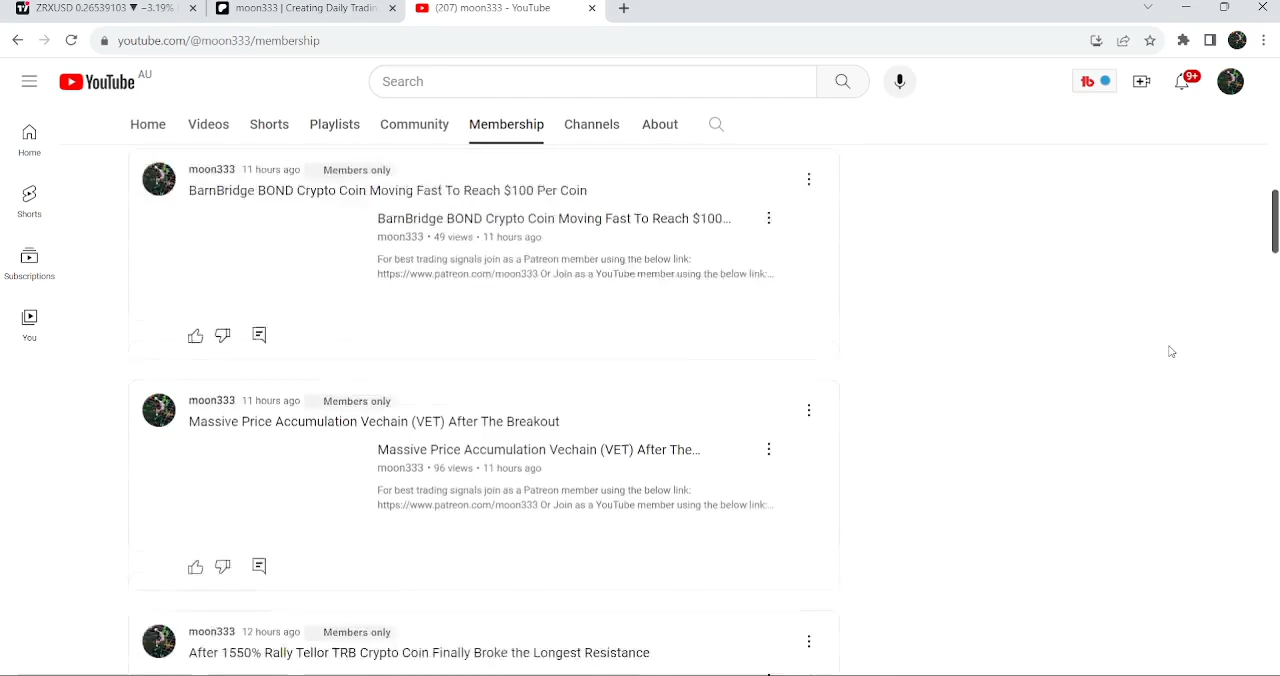 ZRXUSD 0.26539103 ▼ −3.19%
moon333 | Creating Daily Tradin
(207) moon333 - YouTube
youtube.com/@moon333/membership
YouTube AU
Search
9+
Home
Videos
Shorts
Playlists
Community
Membership
Channels
About
Home
Shorts
Subscriptions
You
moon333 11 hours ago Members only
BarnBridge BOND Crypto Coin Moving Fast To Reach $100 Per Coin
BarnBridge BOND Crypto Coin Moving Fast To Reach $100...
moon333 • 49 views • 11 hours ago
For best trading signals join as a Patreon member using the below link:
https://www.patreon.com/moon333 Or Join as a YouTube member using the below link:...
moon333 11 hours ago Members only
Massive Price Accumulation Vechain (VET) After The Breakout
Massive Price Accumulation Vechain (VET) After The...
moon333 • 96 views • 11 hours ago
For best trading signals join as a Patreon member using the below link:
https://www.patreon.com/moon333 Or Join as a YouTube member using the below link:...
moon333 12 hours ago Members only
After 1550% Rally Tellor TRB Crypto Coin Finally Broke the Longest Resistance